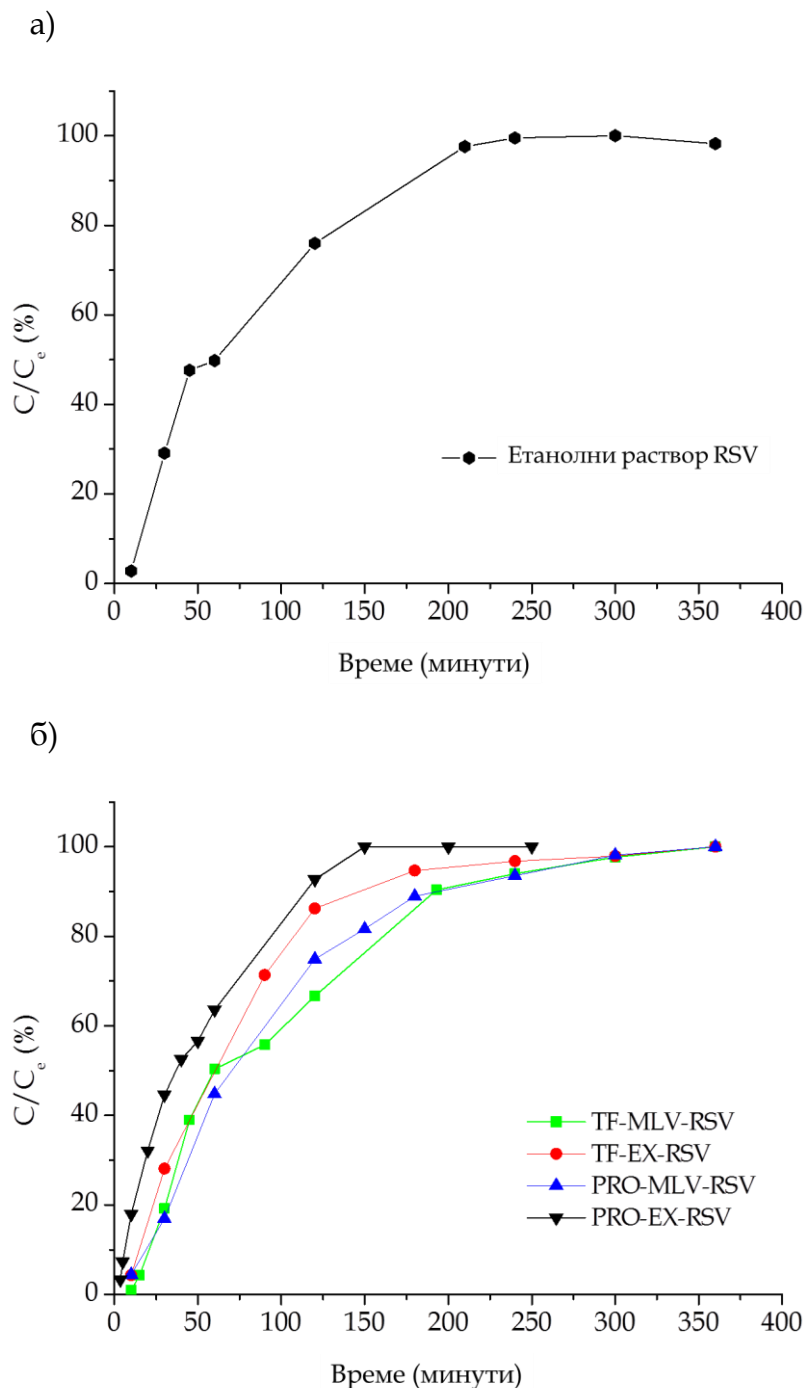 а)
100
80
60
40
20
0
C/Ce (%)
Етанолни раствор RSV
0 50 100 150 200 250 300 350 400
Време (минути)
б)
100
80
60
40
20
0
C/Ce (%)
TF-MLV-RSV
TF-EX-RSV
PRO-MLV-RSV
PRO-EX-RSV
0 50 100 150 200 250 300 350 400
Време (минути)